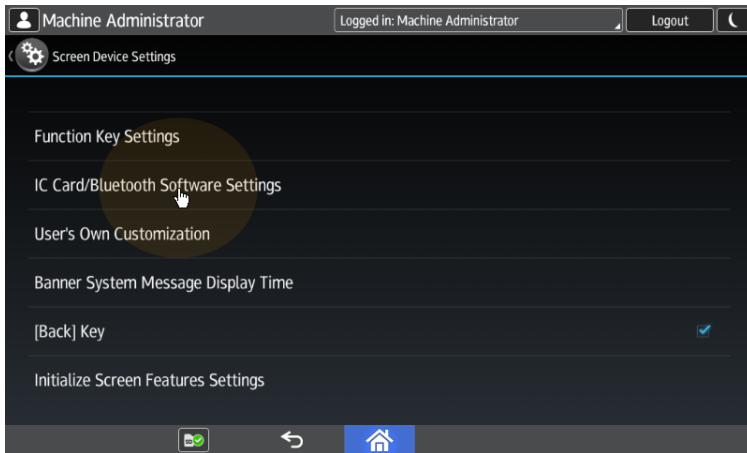 Machine Administrator
Logged in: Machine Administrator
Logout
Screen Device Settings
Function Key Settings
IC Card/Bluetooth Software Settings
User's Own Customization
Banner System Message Display Time
[Back] Key
Initialize Screen Features Settings